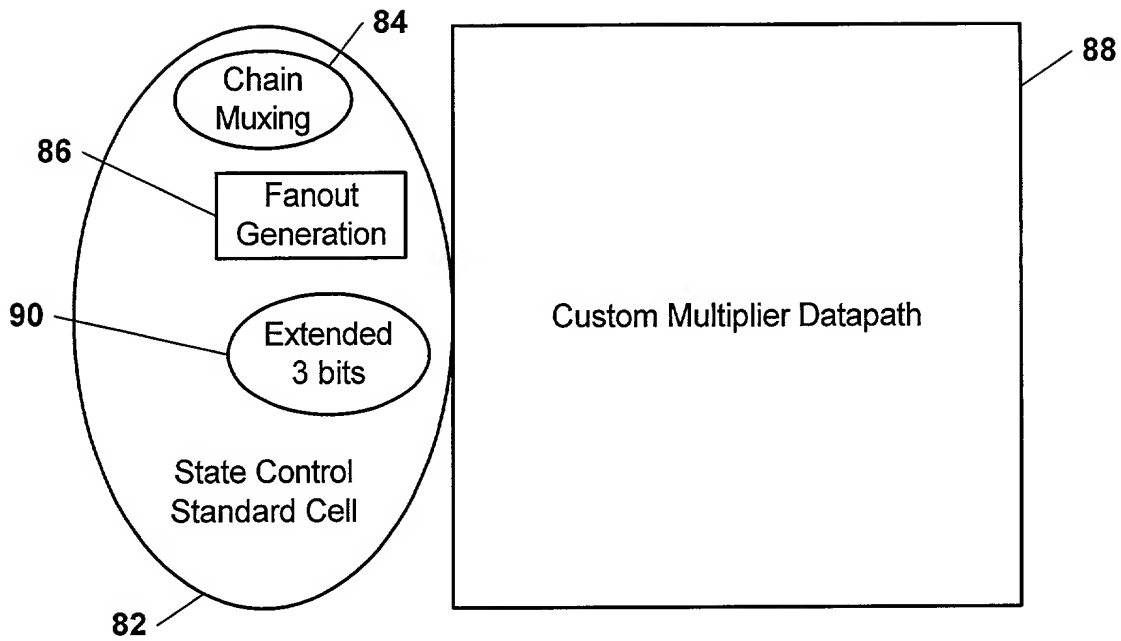 84
Chain
Muxing
88
86
Fanout
Generation
90
Extended
3 bits
Custom Multiplier Datapath
State Control
Standard Cell
82